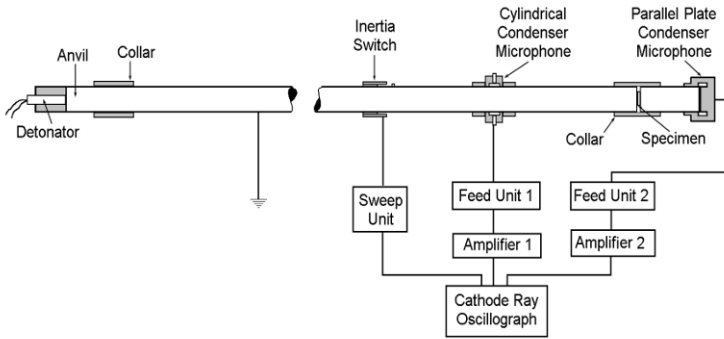 Cylindrical
Condenser
Microphone
Parallel Plate
Condenser
Microphone
Inertia
Switch
Anvil
Collar
Detonator
Collar
Specimen
Sweep
Unit
Feed Unit 1
Feed Unit 2
Amplifier 1
Amplifier 2
Cathode Ray
Oscillograph